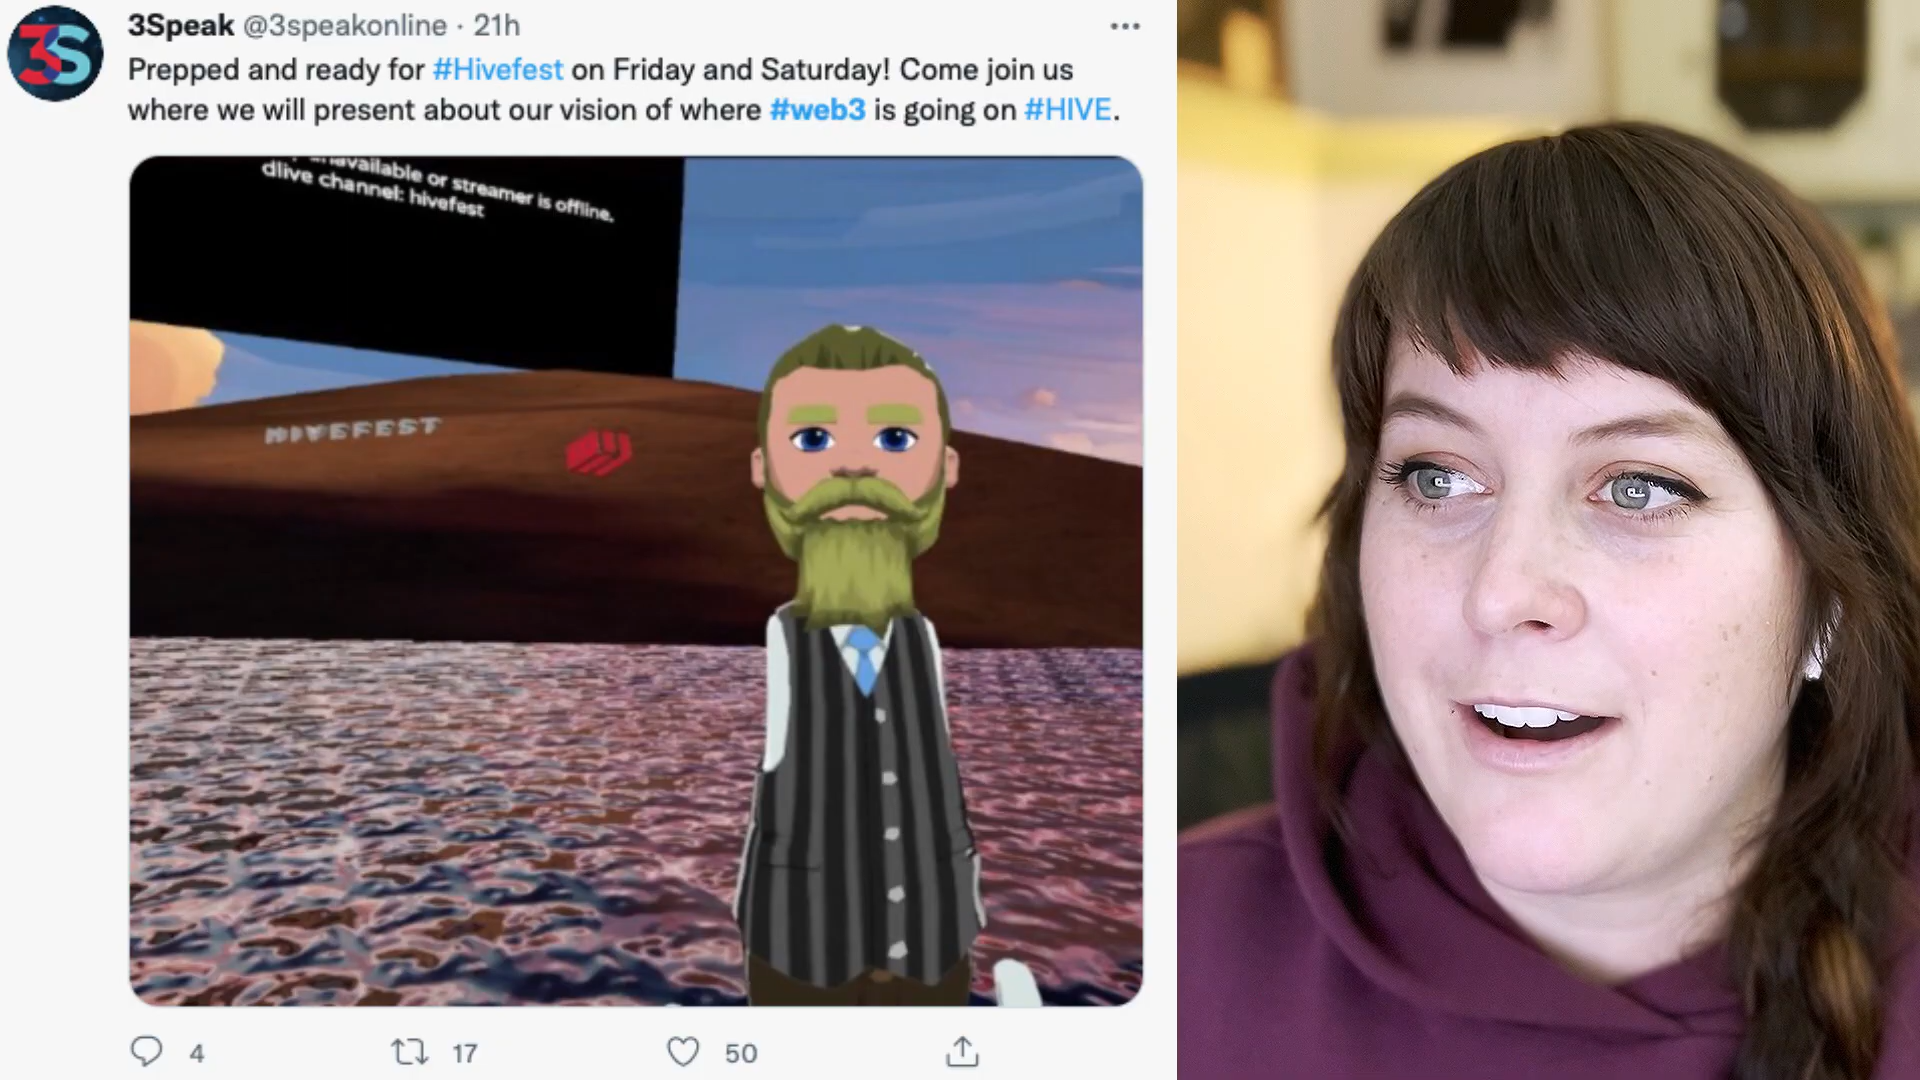 3S
3Speak @3speakonline · 21h
Prepped and ready for #Hivefest on Friday and Saturday! Come join us
where we will present about our vision of where #web3 is going on #HIVE.
unavailable or streamer is offline.
dlive channel: hivefest
HIVEFEST
4 17 50